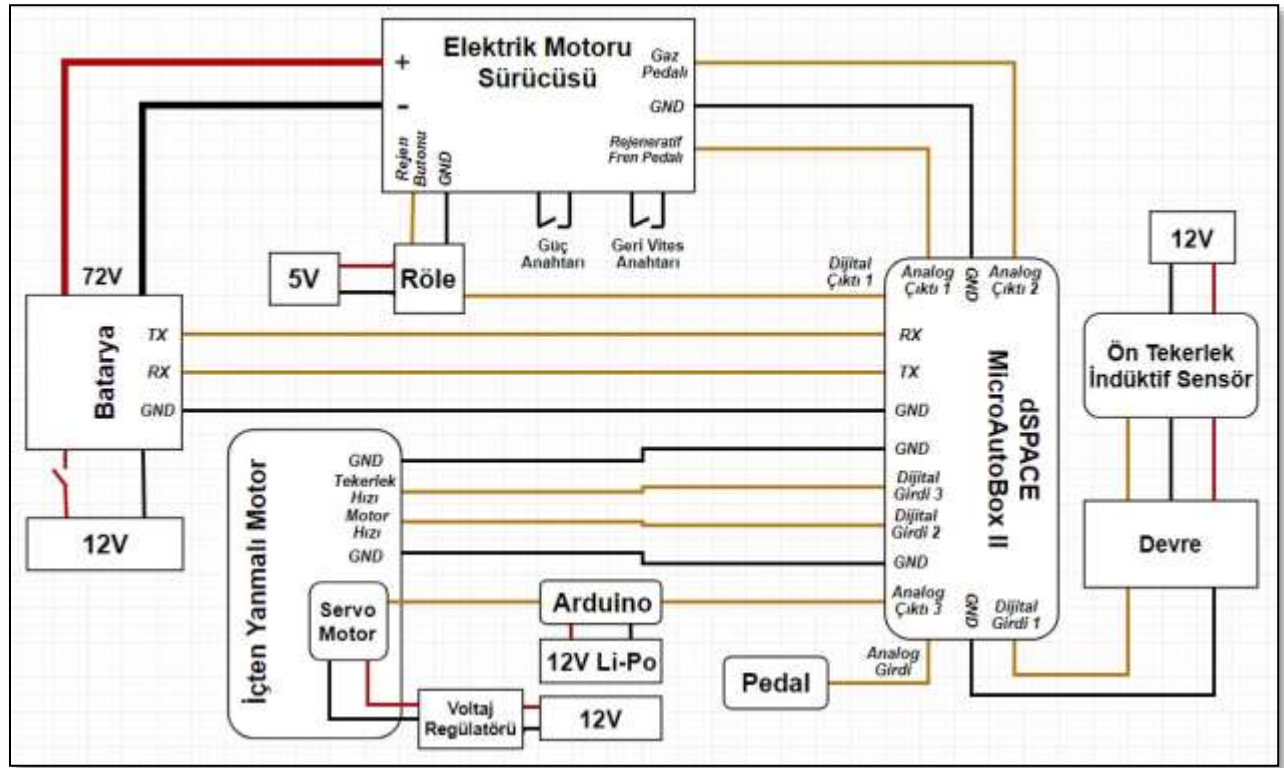 Elektrik Motoru
Sürücüsü
+
-
Gaz
Pedalı
GND
Rejeneratif
Fren Pedalı
Rejen
Butonu
GND
Güç
Anahtarı
Geri Vites
Anahtarı
5V
Röle
72V
Batarya
TX
RX
GND
12V
Dijital
Çıktı 1
Analog
Çıktı 1
GND
Analog
Çıktı 2
RX
TX
GND
GND
Dijital
Girdi 3
Dijital
Girdi 2
GND
Analog
Çıktı 3
GND
Dijital
Girdi 1
dSPACE
MicroAutoBox II
12V
Ön Tekerlek
İndüktif Sensör
Devre
İçten Yanmalı Motor
GND
Tekerlek
Hızı
Motor
Hızı
GND
Servo
Motor
Arduino
12V Li-Po
Voltaj
Regülatörü
12V
Pedal
Analog
Girdi